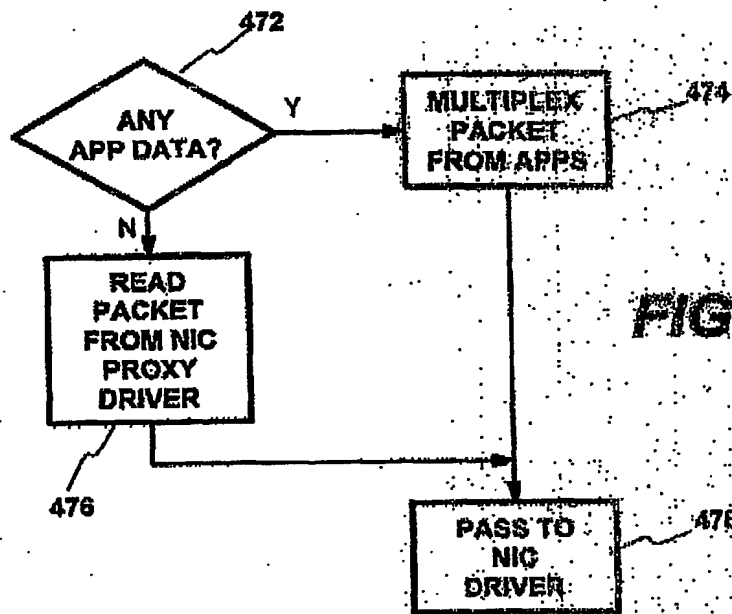 472
ANY
APP DATA?
Y
MULTIPLEX
PACKET
FROM APPS
474
N
READ
PACKET
FROM NIC
PROXY
DRIVER
FIG
476
PASS TO
NIC
DRIVER